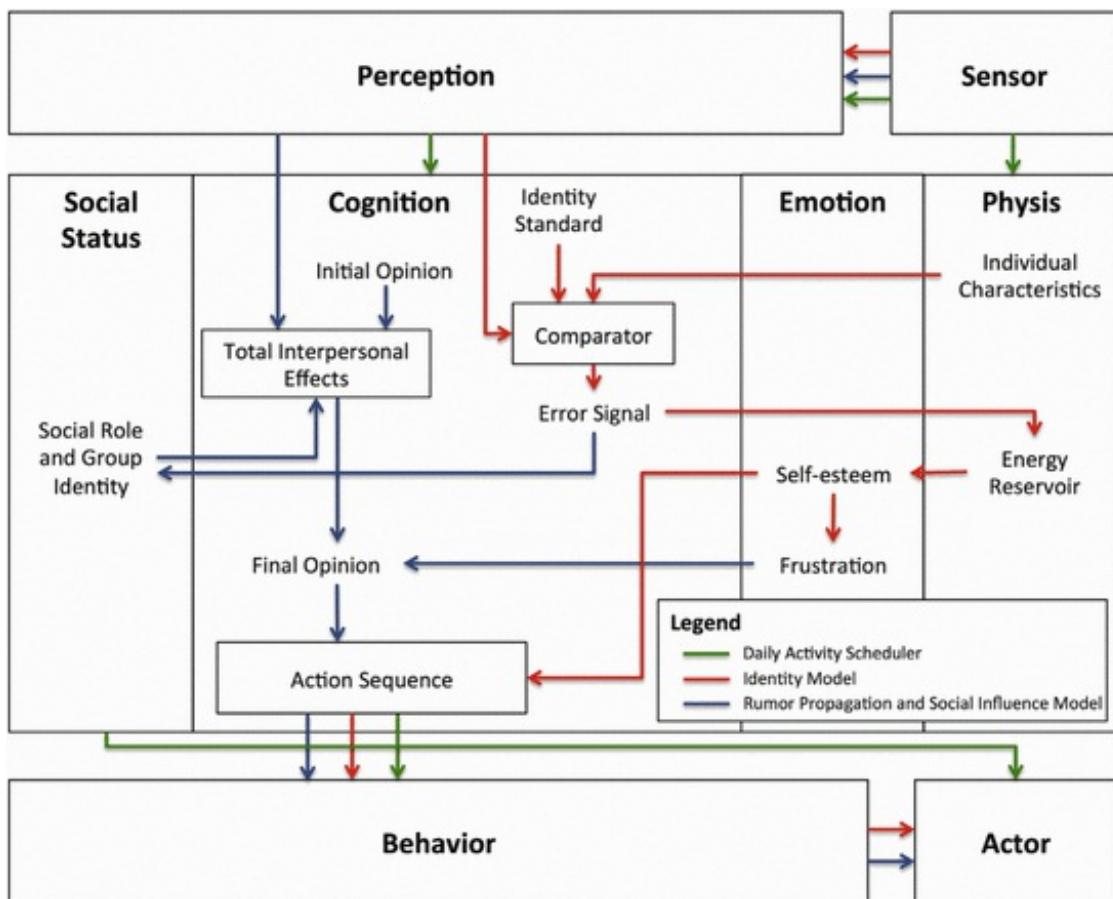 Perception
Sensor
Social
Status
Cognition
Emotion
Physis
Identity
Standard
Initial Opinion
Individual
Characteristics
Comparator
Total Interpersonal
Effects
Error Signal
Social Role
and Group
Identity
Self-esteem
Energy
Reservoir
Final Opinion
Frustration
Legend
Daily Activity Scheduler
Identity Model
Rumor Propagation and Social Influence Model
Action Sequence
Behavior
Actor